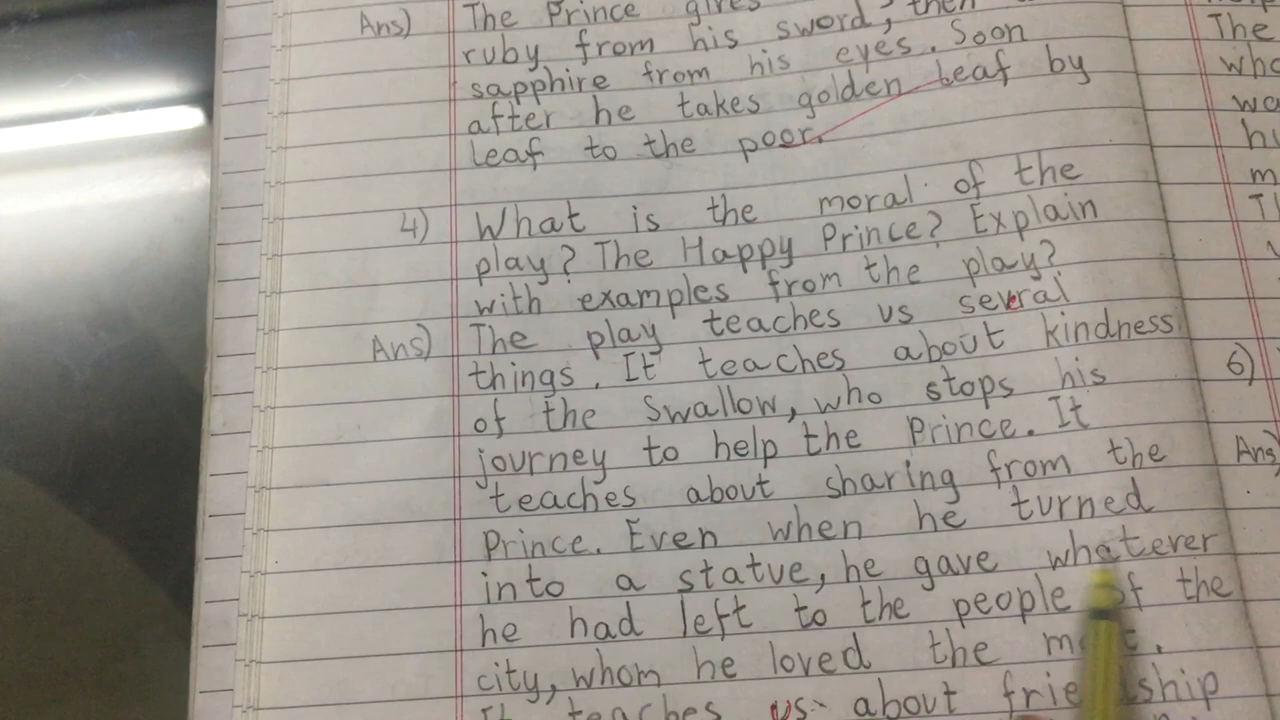 Ans) The Prince gives
ruby from his sword, then
sapphire from his eyes. Soon
after he takes golden leaf by
leaf to the poor.
4) What is the moral of the
play? The Happy Prince? Explain
with examples from the play?
Ans) The play teaches us several
things. It teaches about kindness
of the Swallow, who stops his
journey to help the Prince. It
teaches about sharing from the
Prince. Even when he turned
into a statue, he gave whatever
he had left to the people of the
city, whom he loved the
teaches us about friendship
The
6)
Ans)